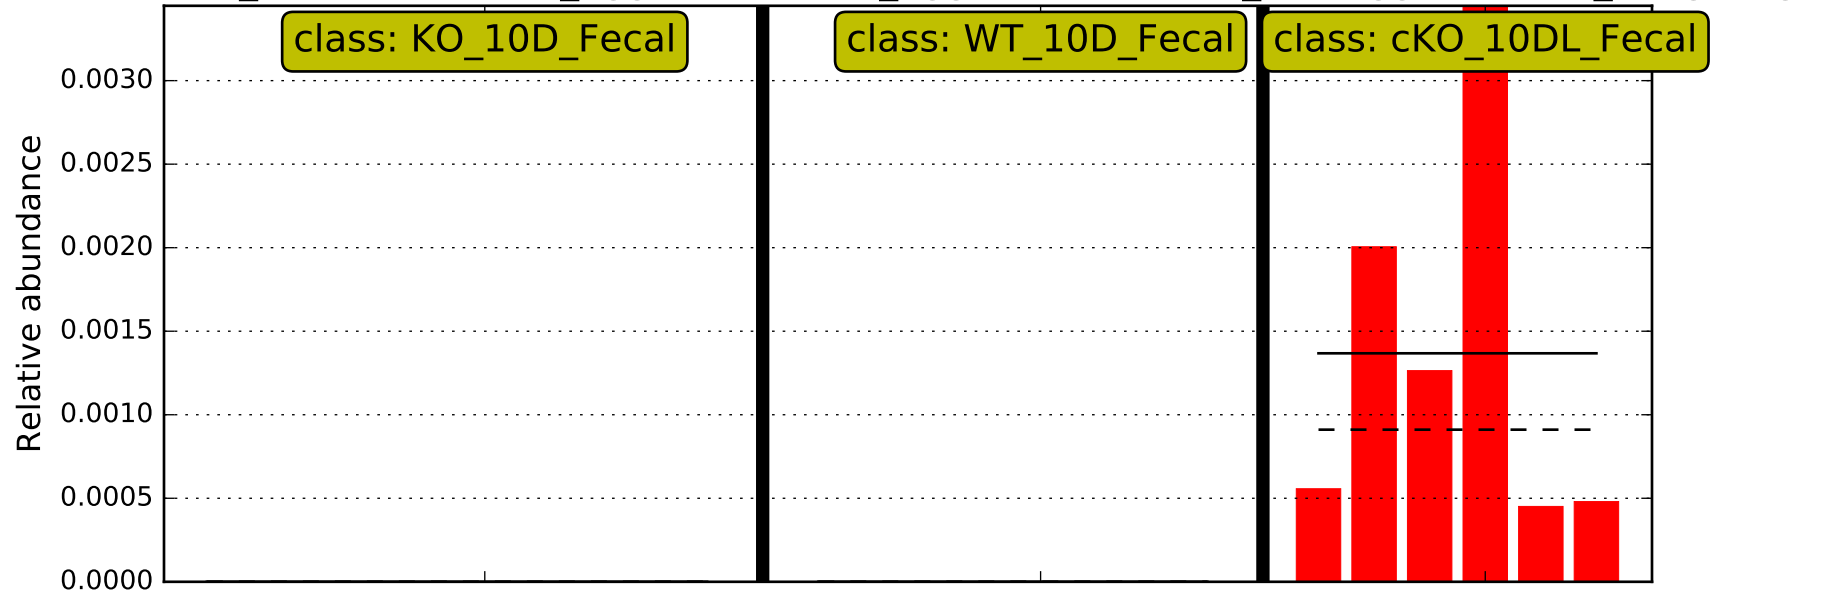 class: KO_10D_Fecal
class: WT_10D_Fecal
class: cKO_10DL_Fecal
Relative abundance
0.0030
0.0025
0.0020
0.0015
0.0010
0.0005
0.0000